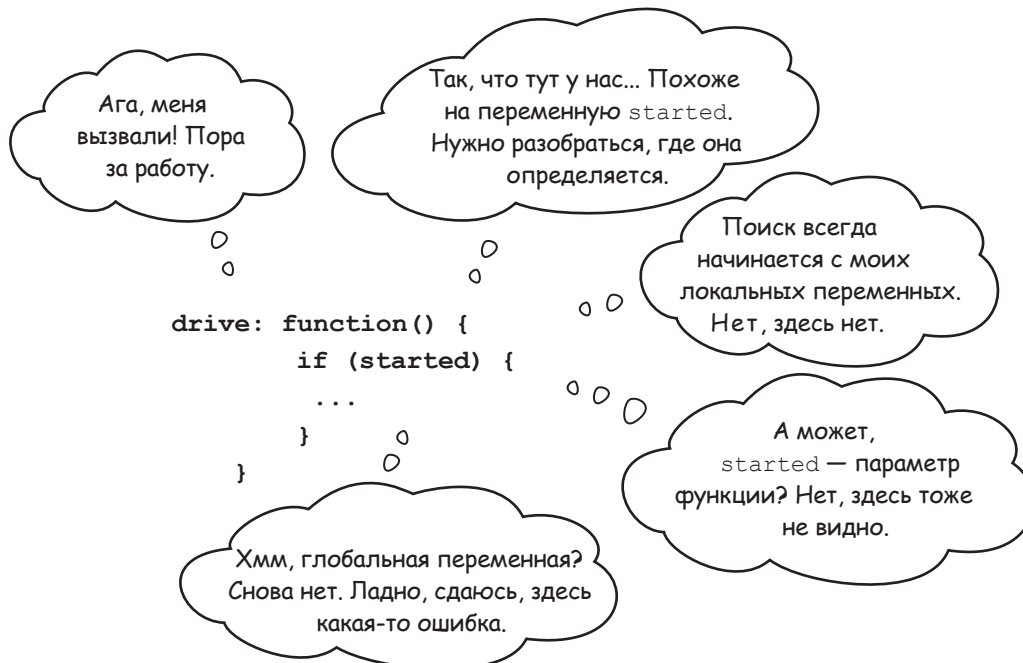 Ага, меня
вызвали! Пора
за работу.
Так, что тут у нас... Похоже
на переменную started.
Нужно разобраться, где она
определяется.
Поиск всегда
начинается с моих
локальных переменных.
Нет, здесь нет.
drive: function() {
if (started) {
...
}
}
А может,
started — параметр
функции? Нет, здесь тоже
не видно.
Хмм, глобальная переменная?
Снова нет. Ладно, сдаюсь, здесь
какая-то ошибка.